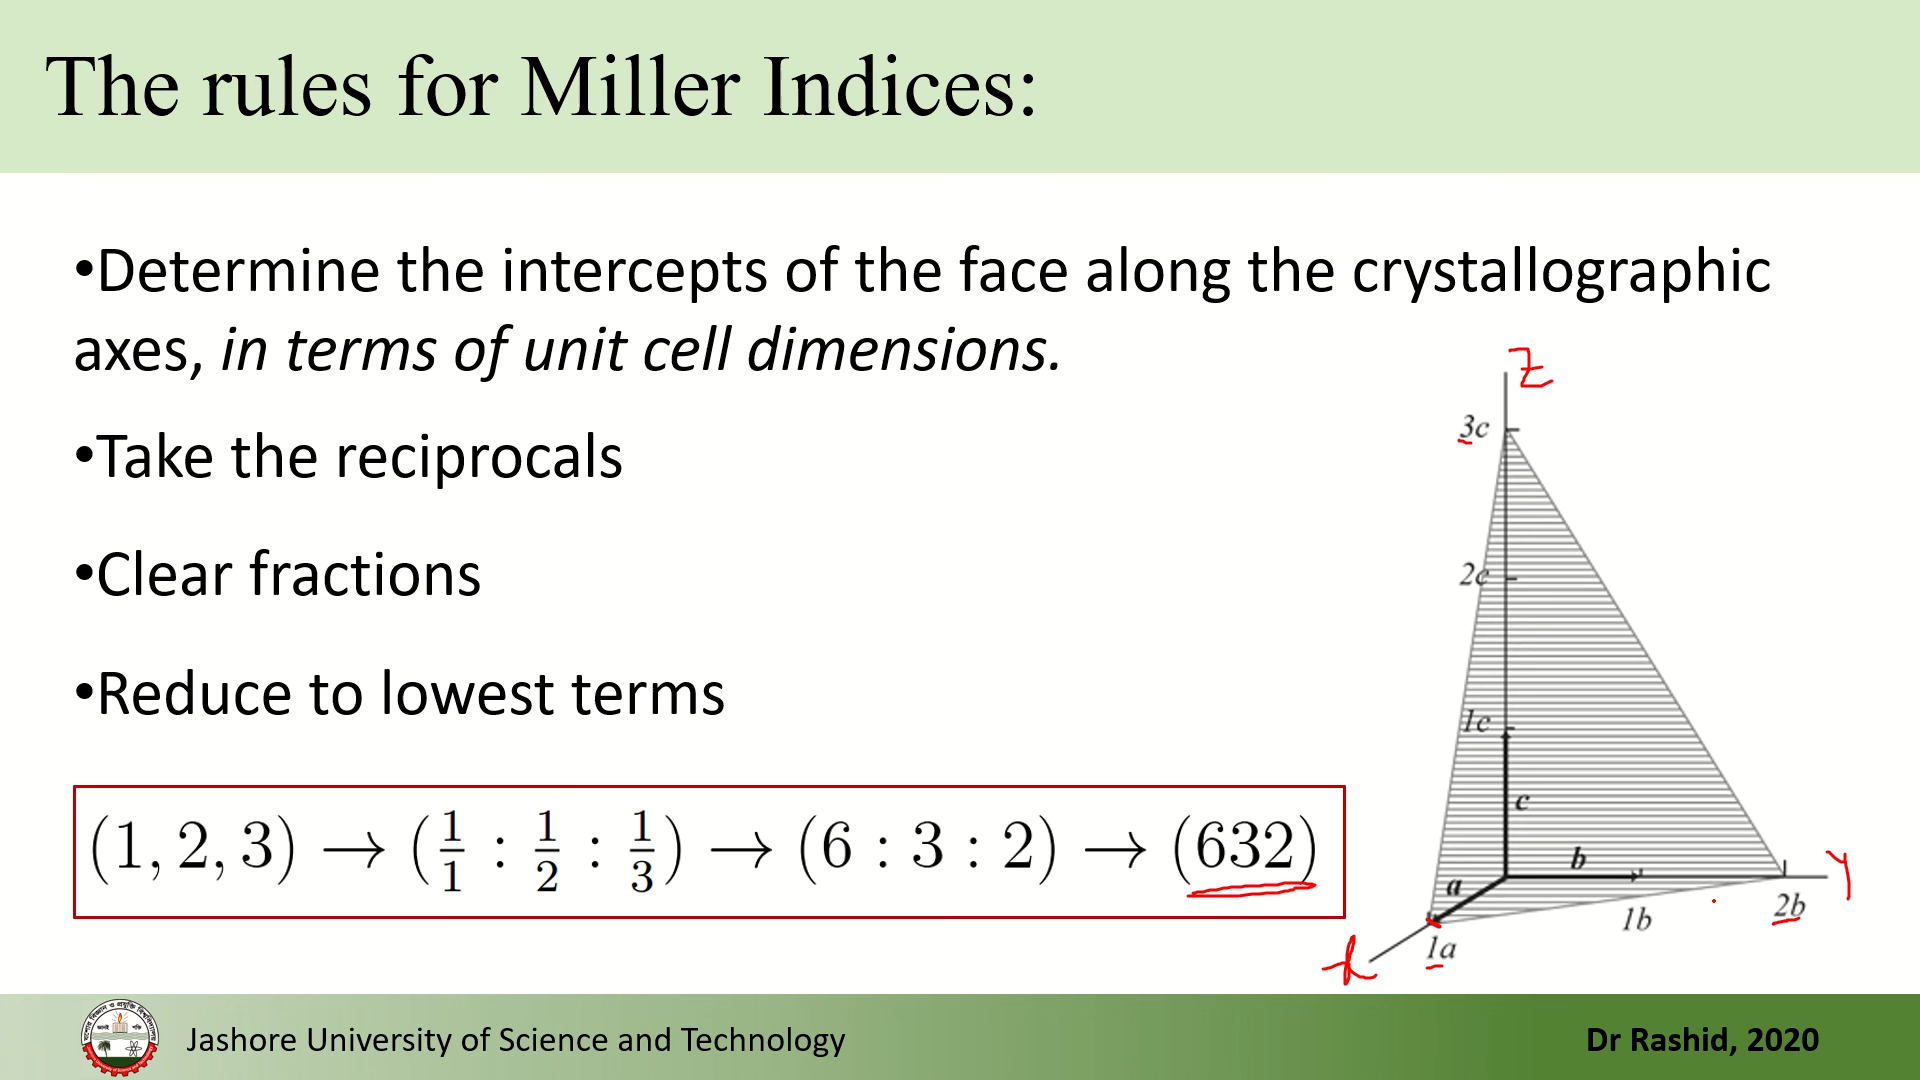 The rules for Miller Indices:
•Determine the intercepts of the face along the crystallographic
axes, in terms of unit cell dimensions.
•Take the reciprocals
•Clear fractions
•Reduce to lowest terms
(1, 2, 3) → (1/1 : 1/2 : 1/3) → (6 : 3 : 2) → (632)
Z
3c
2c
1c
c
b
a
Y
2b
1b
1a
x
Jashore University of Science and Technology
Dr Rashid, 2020